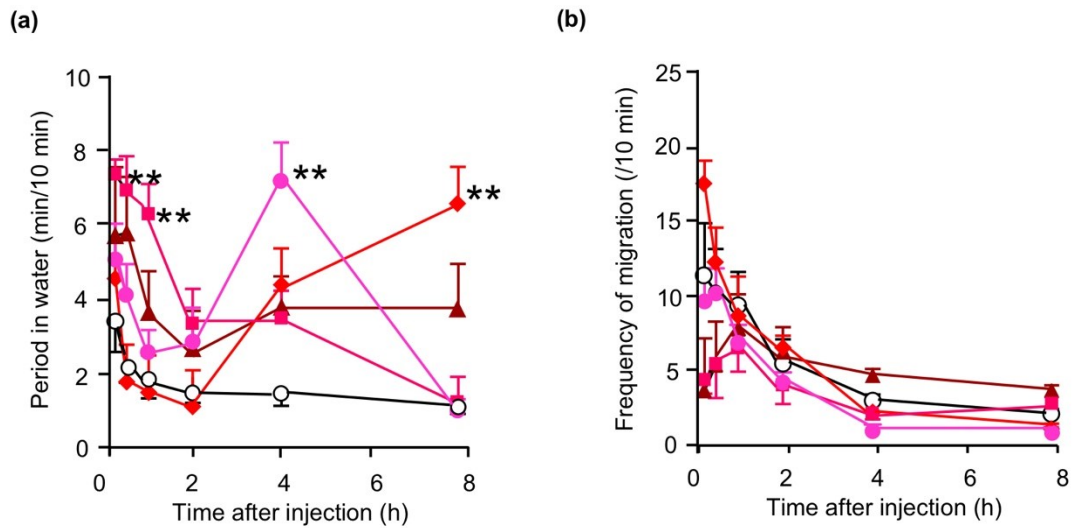 (a)
10
8
6
4
2
0
0 2 4 6 8
Period in water (min/10 min)
Time after injection (h)
**
**
**
**
(b)
25
20
15
10
5
0
0 2 4 6 8
Frequency of migration (/10 min)
Time after injection (h)